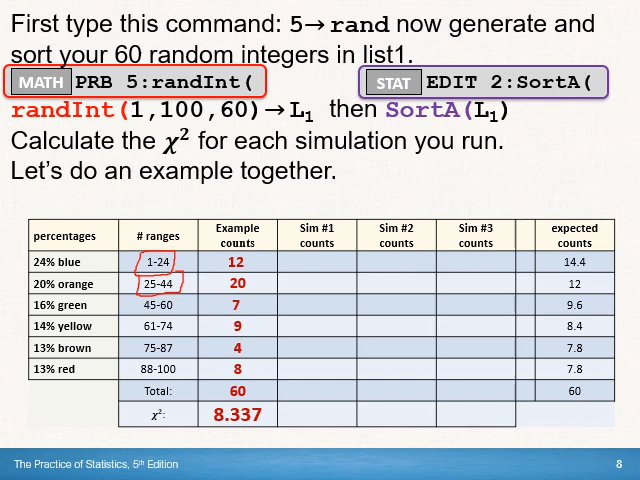 First type this command: 5→rand now generate and
sort your 60 random integers in list1.
MATH PRB 5:randInt( STAT EDIT 2:SortA(
randInt(1,100,60)→L₁ then SortA(L₁)
Calculate the χ² for each simulation you run.
Let's do an example together.
percentages # ranges Example counts Sim #1 counts Sim #2 counts Sim #3 counts expected counts
24% blue 1-24 12 14.4
20% orange 25-44 20 12
16% green 45-60 7 9.6
14% yellow 61-74 9 8.4
13% brown 75-87 4 7.8
13% red 88-100 8 7.8
Total: 60 60
χ²: 8.337
The Practice of Statistics, 5th Edition 8